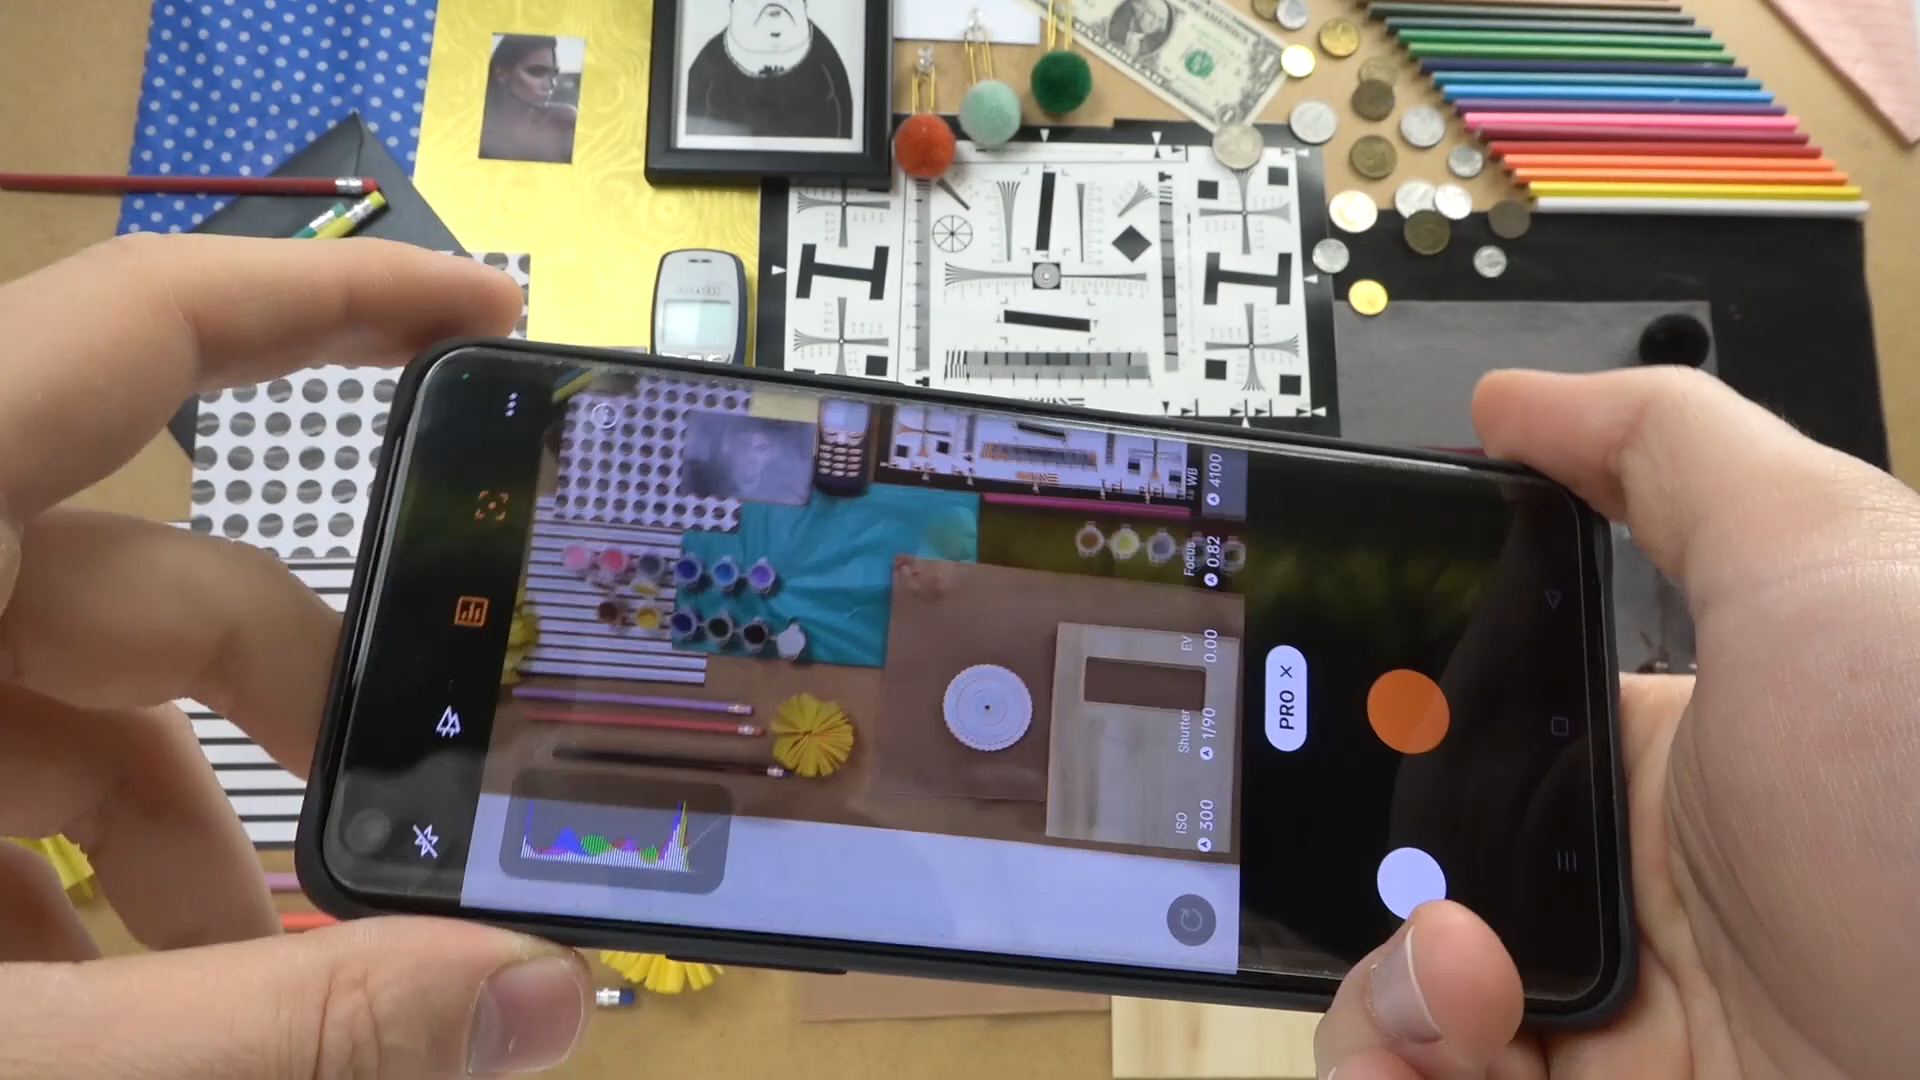 WB
A 4100
Focus
A 0.82
EV
0.00
Shutter
A 1/90
ISO
A 300
PRO ×